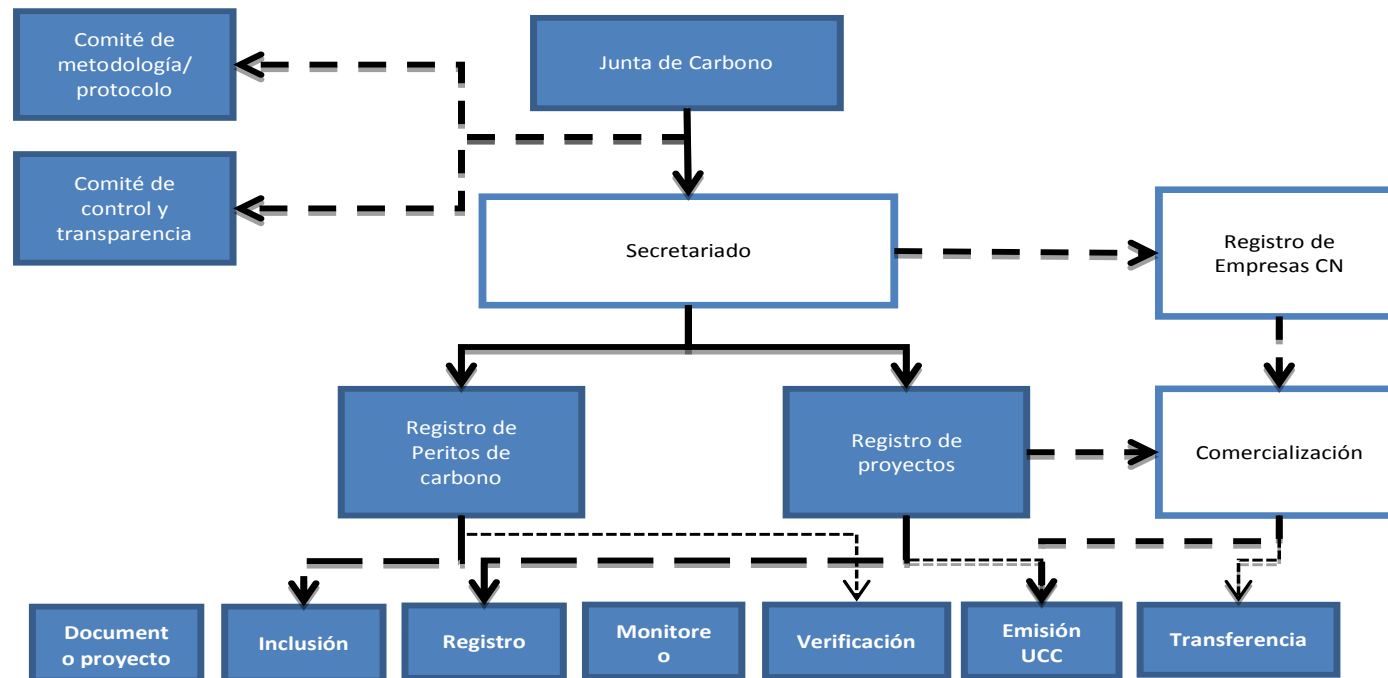 Comité de
metodología/
protocolo
Junta de Carbono
Comité de
control y
transparencia
Secretariado
Registro de
Empresas CN
Registro de
Peritos de
carbono
Registro de
proyectos
Comercialización
Document
o proyecto
Inclusión
Registro
Monitore
o
Verificación
Emisión
UCC
Transferencia